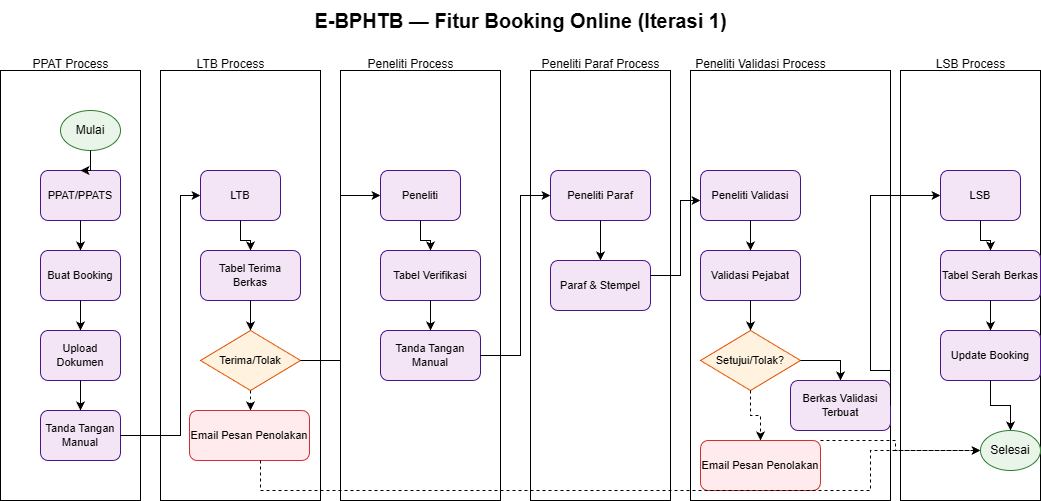 E-BPHTB — Fitur Booking Online (Iterasi 1)
PPAT Process
LTB Process
Peneliti Process
Peneliti Paraf Process
Peneliti Validasi Process
LSB Process
Mulai
PPAT/PPATS
Buat Booking
Upload
Dokumen
Tanda Tangan
Manual
LTB
Tabel Terima
Berkas
Terima/Tolak
Email Pesan Penolakan
Peneliti
Tabel Verifikasi
Tanda Tangan
Manual
Peneliti Paraf
Paraf & Stempel
Peneliti Validasi
Validasi Pejabat
Setujui/Tolak?
Berkas Validasi
Terbuat
Email Pesan Penolakan
LSB
Tabel Serah Berkas
Update Booking
Selesai